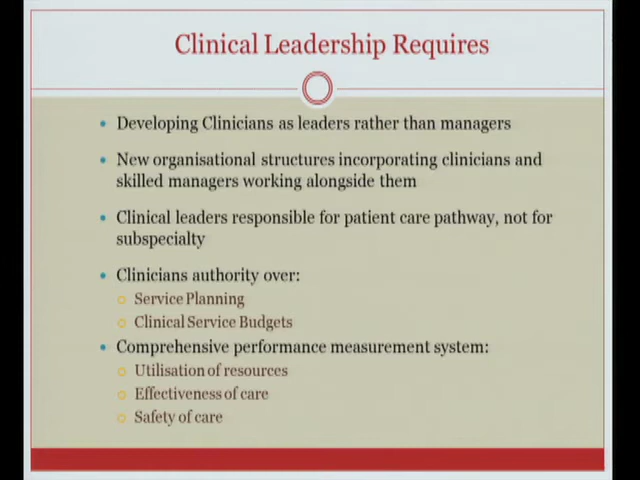 Clinical Leadership Requires
Developing Clinicians as leaders rather than managers
New organisational structures incorporating clinicians and
skilled managers working alongside them
Clinical leaders responsible for patient care pathway, not for
subspecialty
Clinicians authority over:
Service Planning
Clinical Service Budgets
Comprehensive performance measurement system:
Utilisation of resources
Effectiveness of care
Safety of care